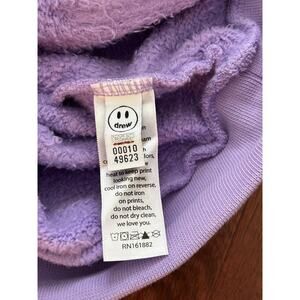 drew
00010
49623
heat to keep print
looking new,
cool iron on reverse,
do not iron
on prints,
do not bleach,
do not dry clean,
we love you.
RN161882